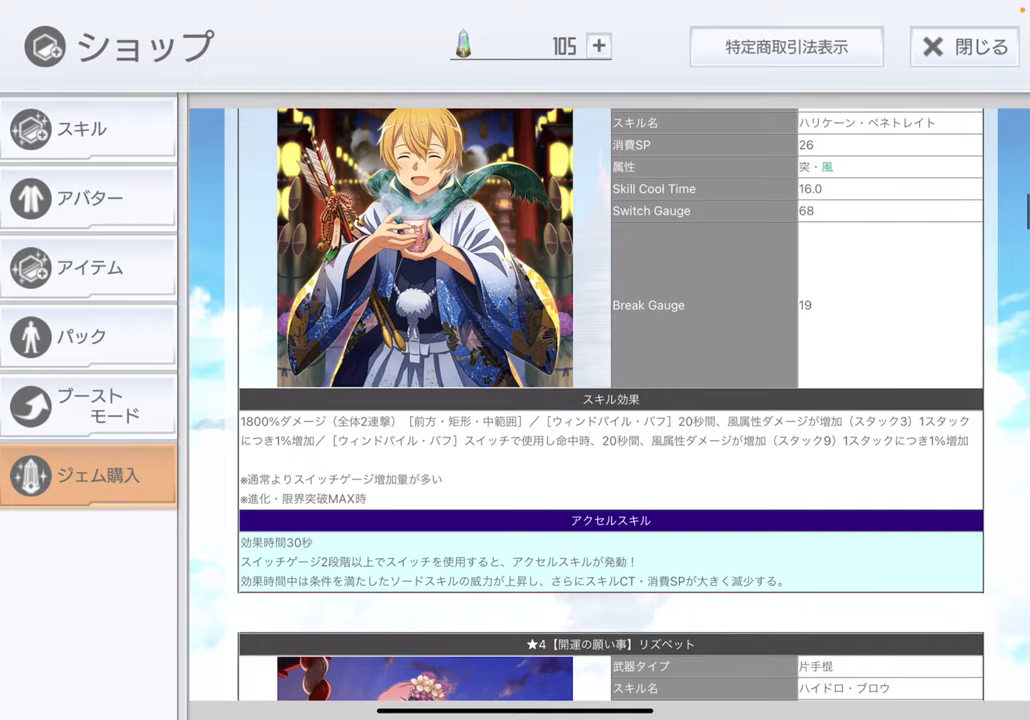 ショップ
105
特定商取引法表示
閉じる
スキル
アバター
アイテム
パック
ブースト
モード
ジェム購入
スキル名 ハリケーン・ペネトレイト
消費SP 26
属性 突・風
Skill Cool Time 16.0
Switch Gauge 68
Break Gauge 19
スキル効果
1800%ダメージ（全体2連撃）［前方・矩形・中範囲］／［ウィンドパイル・バフ］20秒間、風属性ダメージが増加（スタック3）1スタック
につき1%増加／［ウィンドパイル・バフ］スイッチで使用し命中時、20秒間、風属性ダメージが増加（スタック9）1スタックにつき1%増加
※通常よりスイッチゲージ増加量が多い
※進化・限界突破MAX時
アクセルスキル
効果時間30秒
スイッチゲージ2段階以上でスイッチを使用すると、アクセルスキルが発動！
効果時間中は条件を満たしたソードスキルの威力が上昇し、さらにスキルCT・消費SPが大きく減少する。
★4【開運の願い事】リズベット
武器タイプ 片手棍
スキル名 ハイドロ・ブロウ